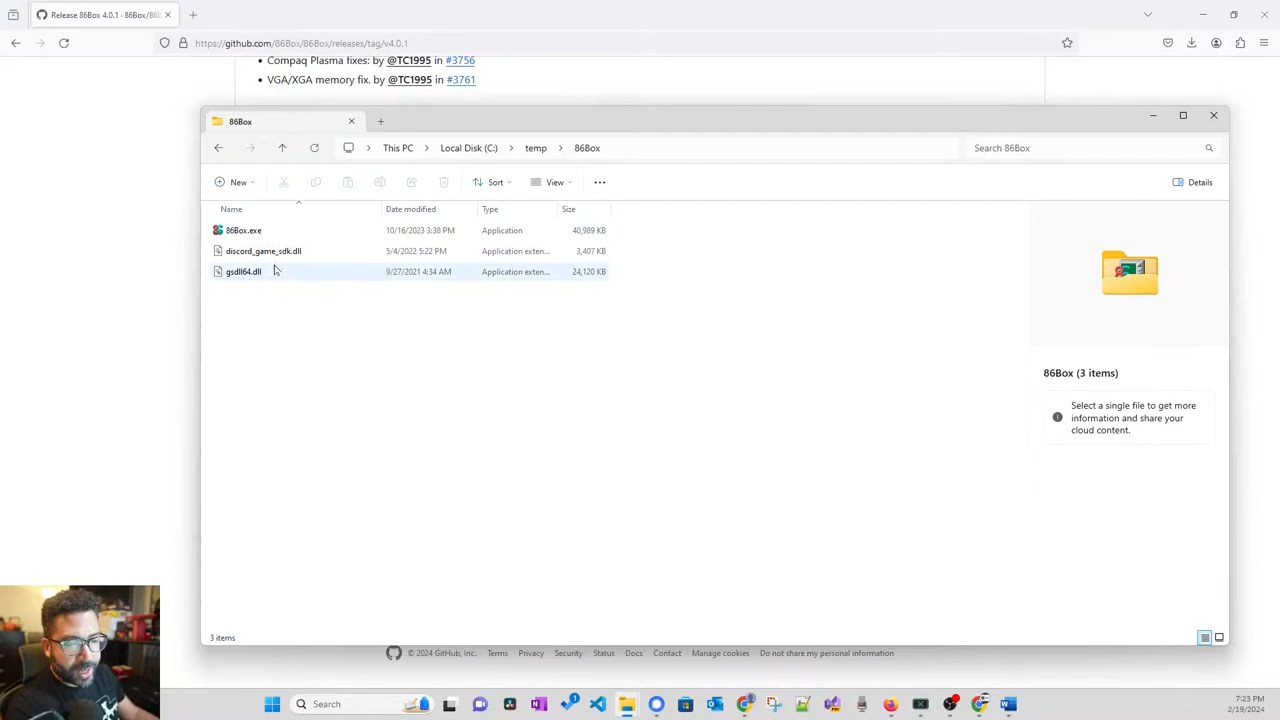 Release 86Box 4.0.1 · 86Box/86B
https://github.com/86Box/86Box/releases/tag/v4.0.1
Compaq Plasma fixes: by @TC1995 in #3756
VGA/XGA memory fix. by @TC1995 in #3761
86Box
This PC > Local Disk (C:) > temp > 86Box
Search 86Box
New
Sort
View
Details
Name Date modified Type Size
86Box.exe 10/16/2023 3:38 PM Application 40,989 KB
discord_game_sdk.dll 5/4/2022 5:22 PM Application exten... 3,407 KB
gsdll64.dll 9/27/2021 4:34 AM Application exten... 24,120 KB
86Box (3 items)
Select a single file to get more
information and share your
cloud content.
3 items
© 2024 GitHub, Inc. Terms Privacy Security Status Docs Contact Manage cookies Do not share my personal information
Search
7:23 PM
2/19/2024